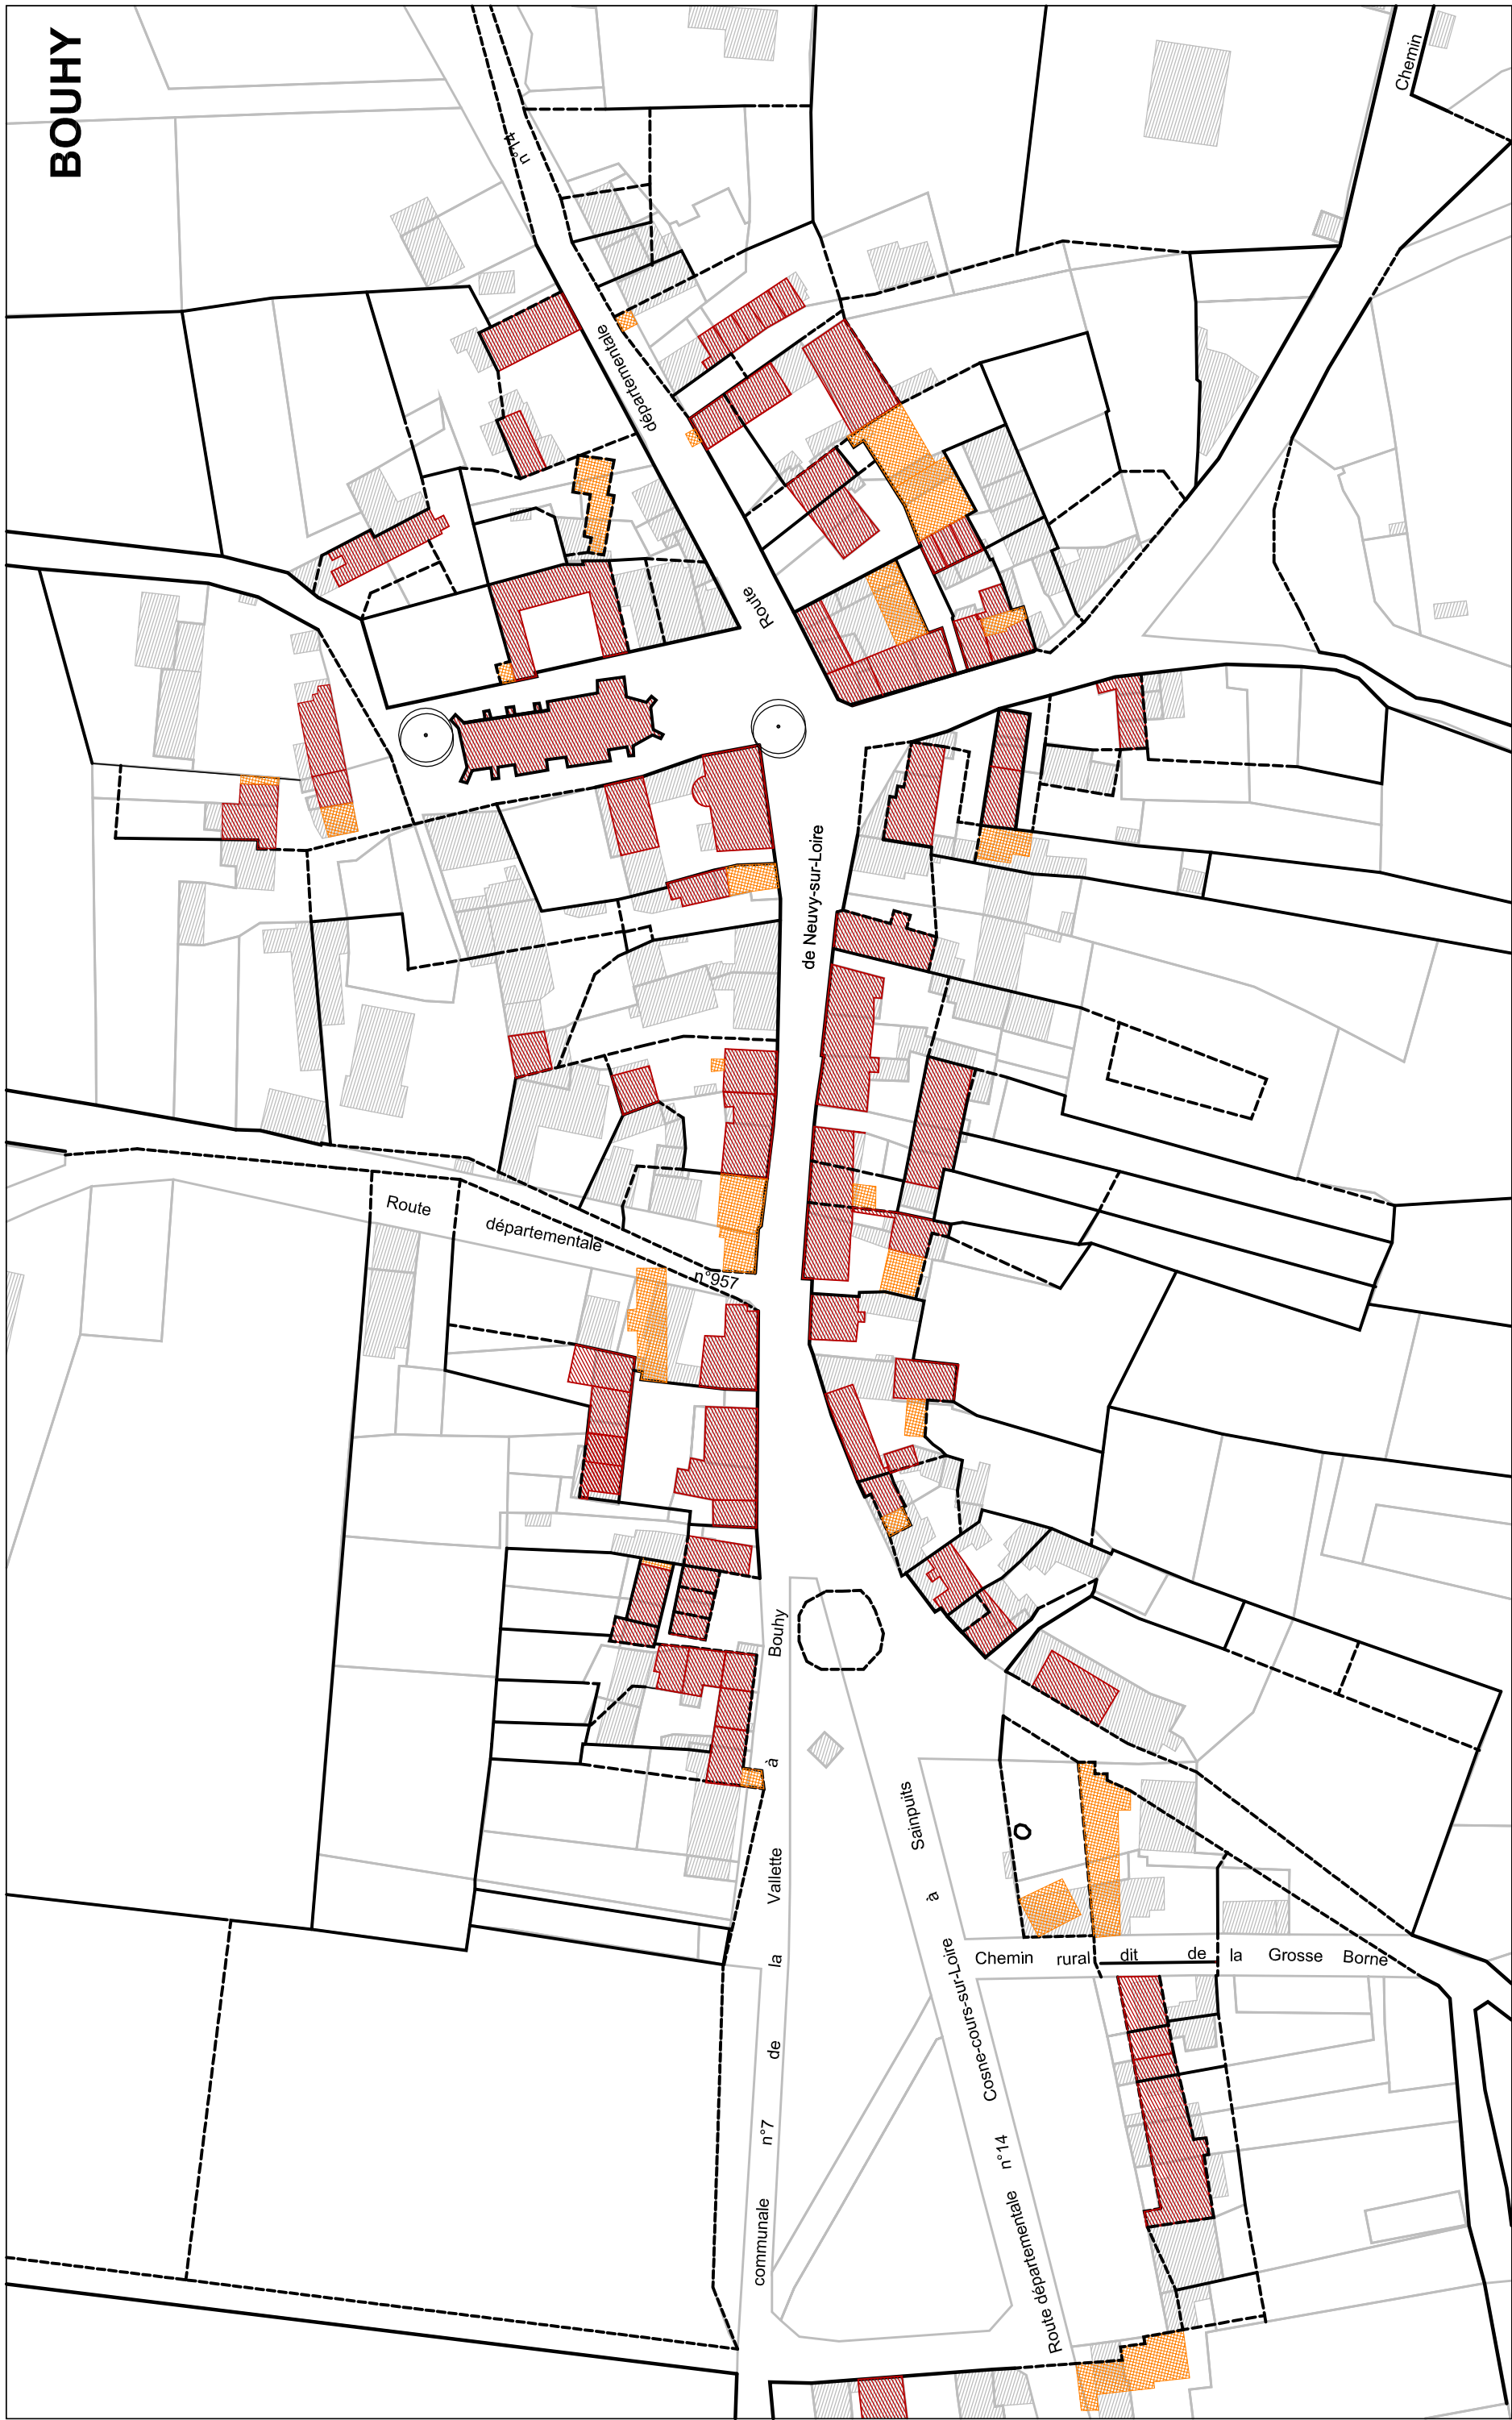 BOUHY
Chemin
n°14
départementale
Route
de Neuvy-sur-Loire
Route
départementale
n°957
Bouhy
à
Vallette
la
de
n°7
communale
Sainpuits
à
Cosne-cours-sur-Loire
n°14
Route départementale
Chemin rural dit de la Grosse Borne